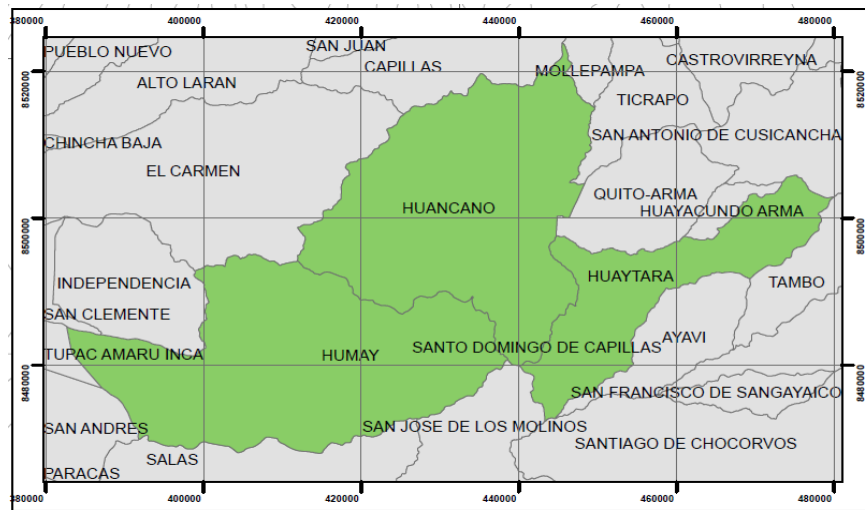 380000 400000 420000 440000 460000 480000
SAN JUAN
PUEBLO NUEVO
CASTROVIRREYNA
CAPILLAS
MOLLEPAMPA
8520000
8520000
ALTO LARAN
TICRAPO
SAN ANTONIO DE CUSICANCHA
CHINCHA BAJA
EL CARMEN
QUITO-ARMA
HUANCANO
HUAYACUNDO ARMA
8500000
8500000
HUAYTARA
INDEPENDENCIA
TAMBO
SAN CLEMENTE
AYAVI
SANTO DOMINGO DE CAPILLAS
TUPAC AMARU INCA
HUMAY
8480000
8480000
SAN FRANCISCO DE SANGAYAICO
SAN ANDRES
SAN JOSE DE LOS MOLINOS
SANTIAGO DE CHOCORVOS
SALAS
PARACAS
380000 400000 420000 440000 460000 480000